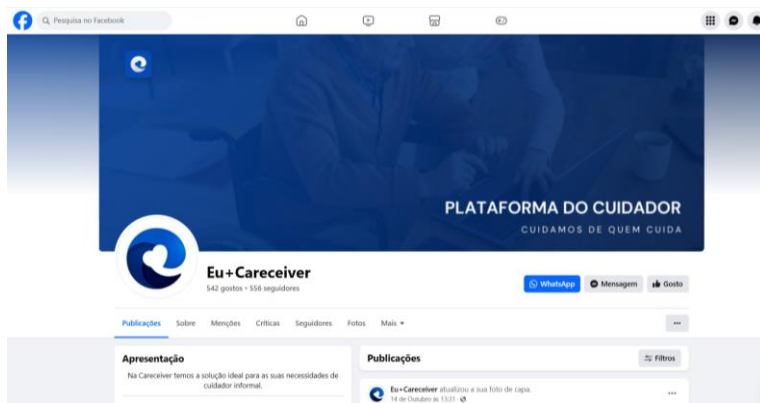 Pesquisa no Facebook
PLATAFORMA DO CUIDADOR
CUIDAMOS DE QUEM CUIDA
Eu+Careceiver
542 gostos • 556 seguidores
WhatsApp
Mensagem
Gosto
Publicações Sobre Menções Críticas Seguidores Fotos Mais
Apresentação
Na Careceiver temos a solução ideal para as suas necessidades de
cuidador informal.
Publicações
Filtros
Eu+Careceiver atualizou a sua foto de capa.
14 de Outubro às 13:31